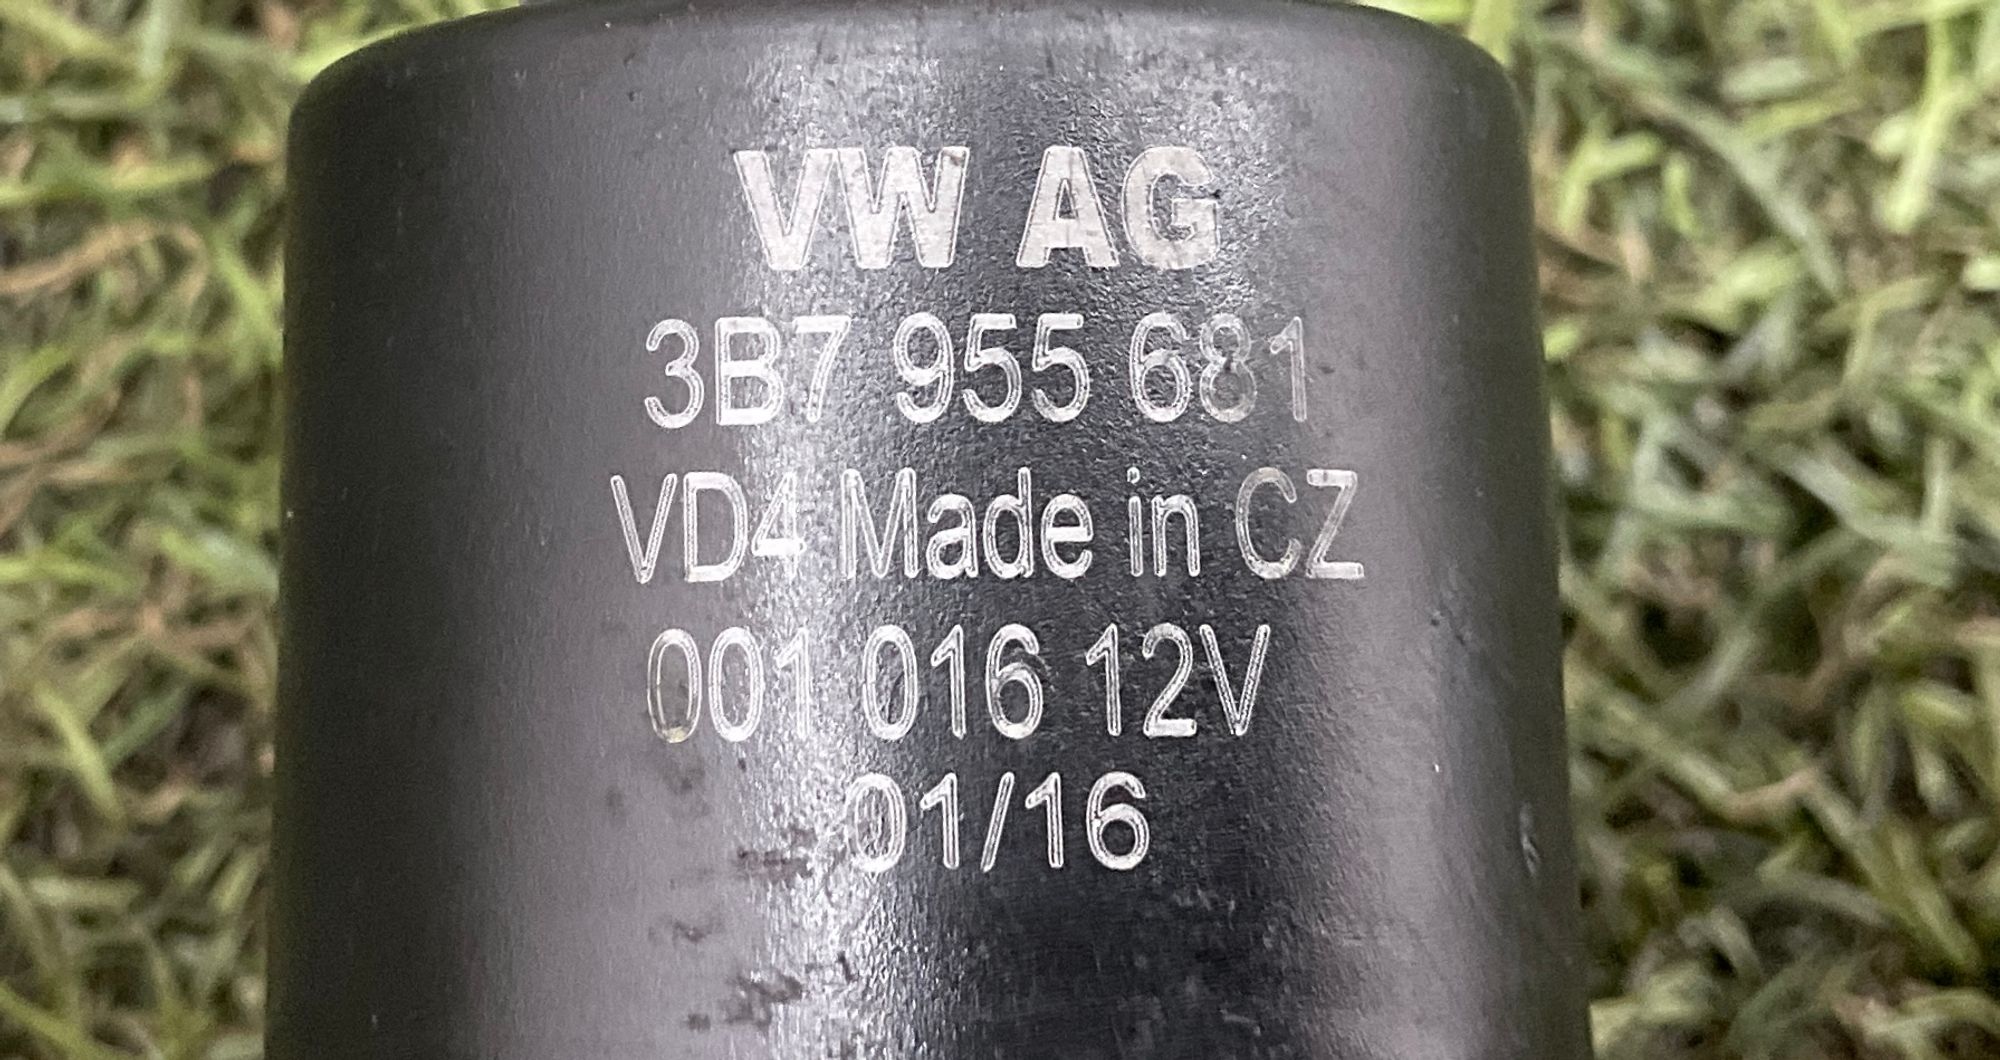 VW AG
3B7 955 681
VD4 Made in CZ
001 016 12V
01/16